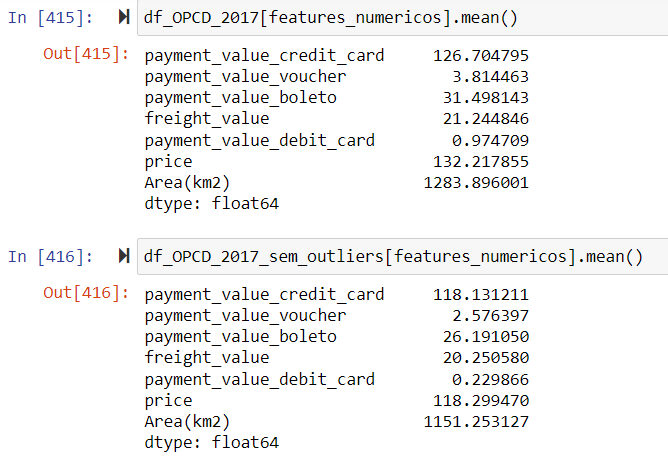 In [415]: df_OPCD_2017[features_numericos].mean()
Out[415]: payment_value_credit_card 126.704795
payment_value_voucher 3.814463
payment_value_boleto 31.498143
freight_value 21.244846
payment_value_debit_card 0.974709
price 132.217855
Area(km2) 1283.896001
dtype: float64
In [416]: df_OPCD_2017_sem_outliers[features_numericos].mean()
Out[416]: payment_value_credit_card 118.131211
payment_value_voucher 2.576397
payment_value_boleto 26.191050
freight_value 20.250580
payment_value_debit_card 0.229866
price 118.299470
Area(km2) 1151.253127
dtype: float64